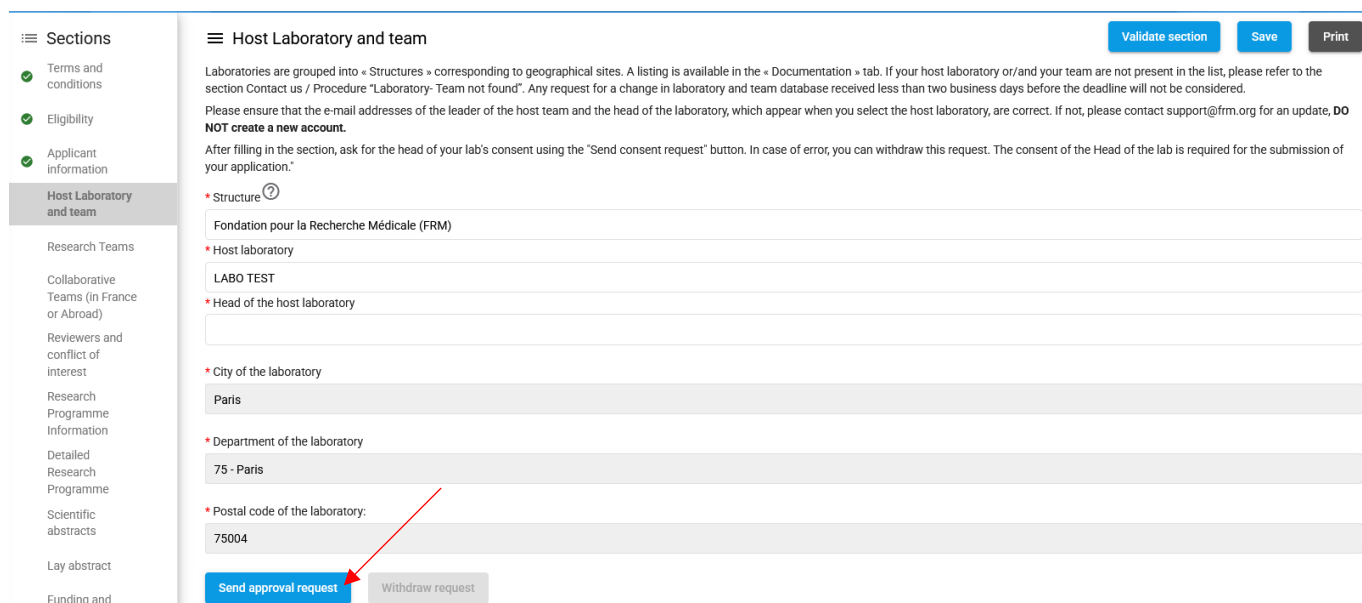 Sections
Terms and
conditions
Eligibility
Applicant
information
Host Laboratory
and team
Research Teams
Collaborative
Teams (in France
or Abroad)
Reviewers and
conflict of
interest
Research
Programme
Information
Detailed
Research
Programme
Scientific
abstracts
Lay abstract
Funding and
Host Laboratory and team
Validate section
Save
Print
Laboratories are grouped into « Structures » corresponding to geographical sites. A listing is available in the « Documentation » tab. If your host laboratory or/and your team are not present in the list, please refer to the
section Contact us / Procedure “Laboratory- Team not found”. Any request for a change in laboratory and team database received less than two business days before the deadline will not be considered.
Please ensure that the e-mail addresses of the leader of the host team and the head of the laboratory, which appear when you select the host laboratory, are correct. If not, please contact support@frm.org for an update, DO
NOT create a new account.
After filling in the section, ask for the head of your lab's consent using the "Send consent request" button. In case of error, you can withdraw this request. The consent of the Head of the lab is required for the submission of
your application."
* Structure ?
Fondation pour la Recherche Médicale (FRM)
* Host laboratory
LABO TEST
* Head of the host laboratory
* City of the laboratory
Paris
* Department of the laboratory
75 - Paris
* Postal code of the laboratory:
75004
Send approval request
Withdraw request